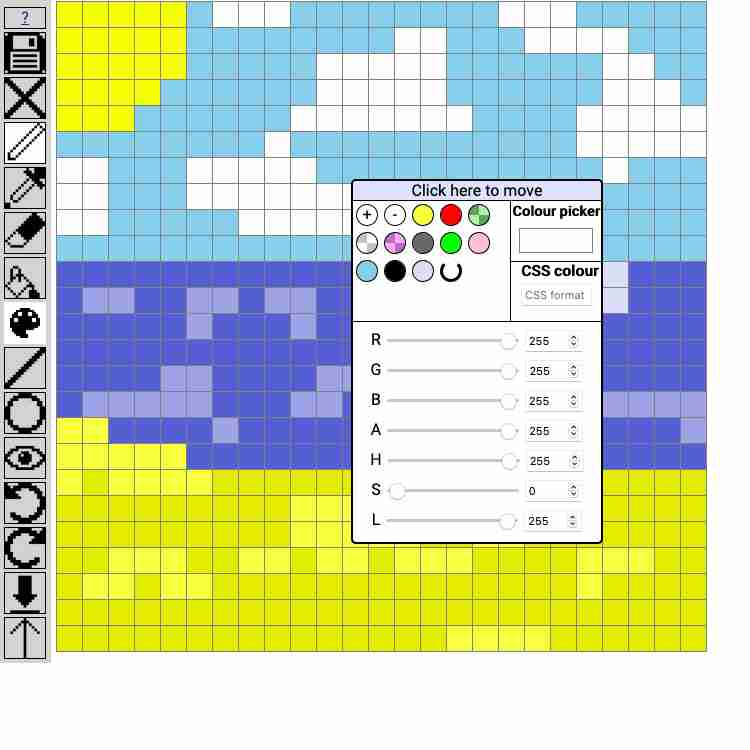 ?
Click here to move
+
-
Colour picker
CSS colour
CSS format
R 255
G 255
B 255
A 255
H 255
S 0
L 255